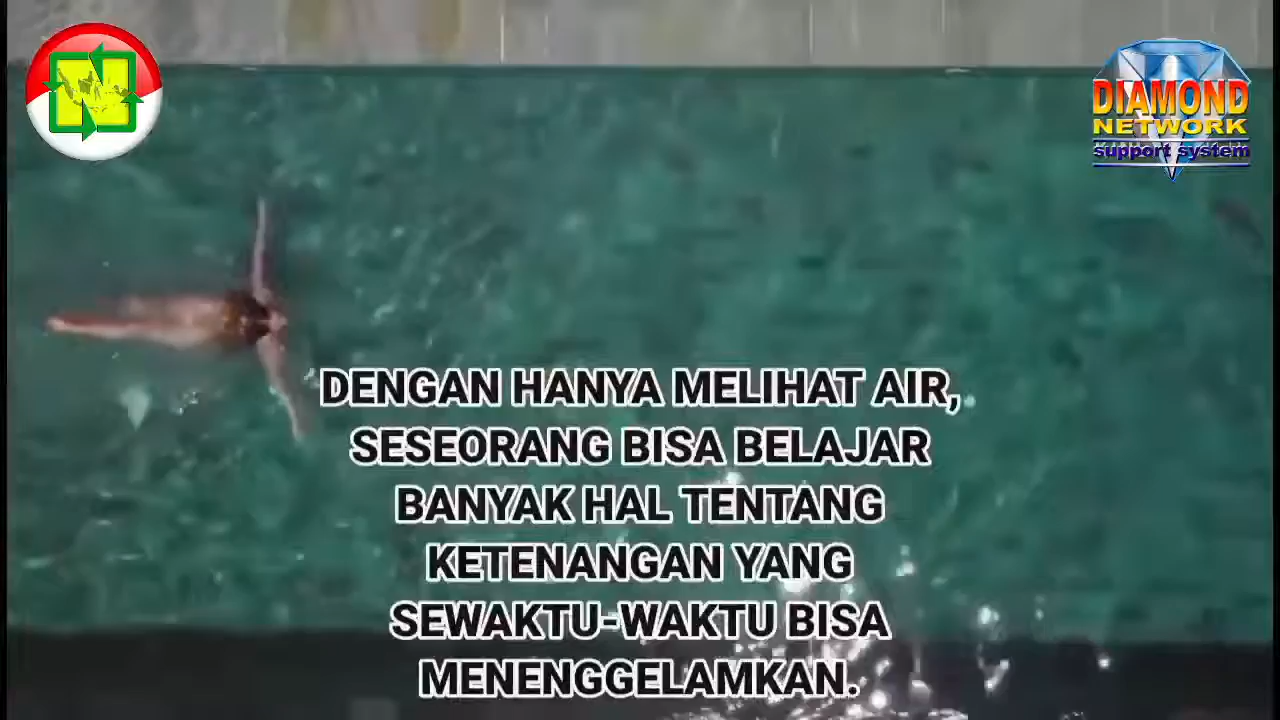 DIAMOND
NETWORK
support system
DENGAN HANYA MELIHAT AIR,
SESEORANG BISA BELAJAR
BANYAK HAL TENTANG
KETENANGAN YANG
SEWAKTU-WAKTU BISA
MENENGGELAMKAN.